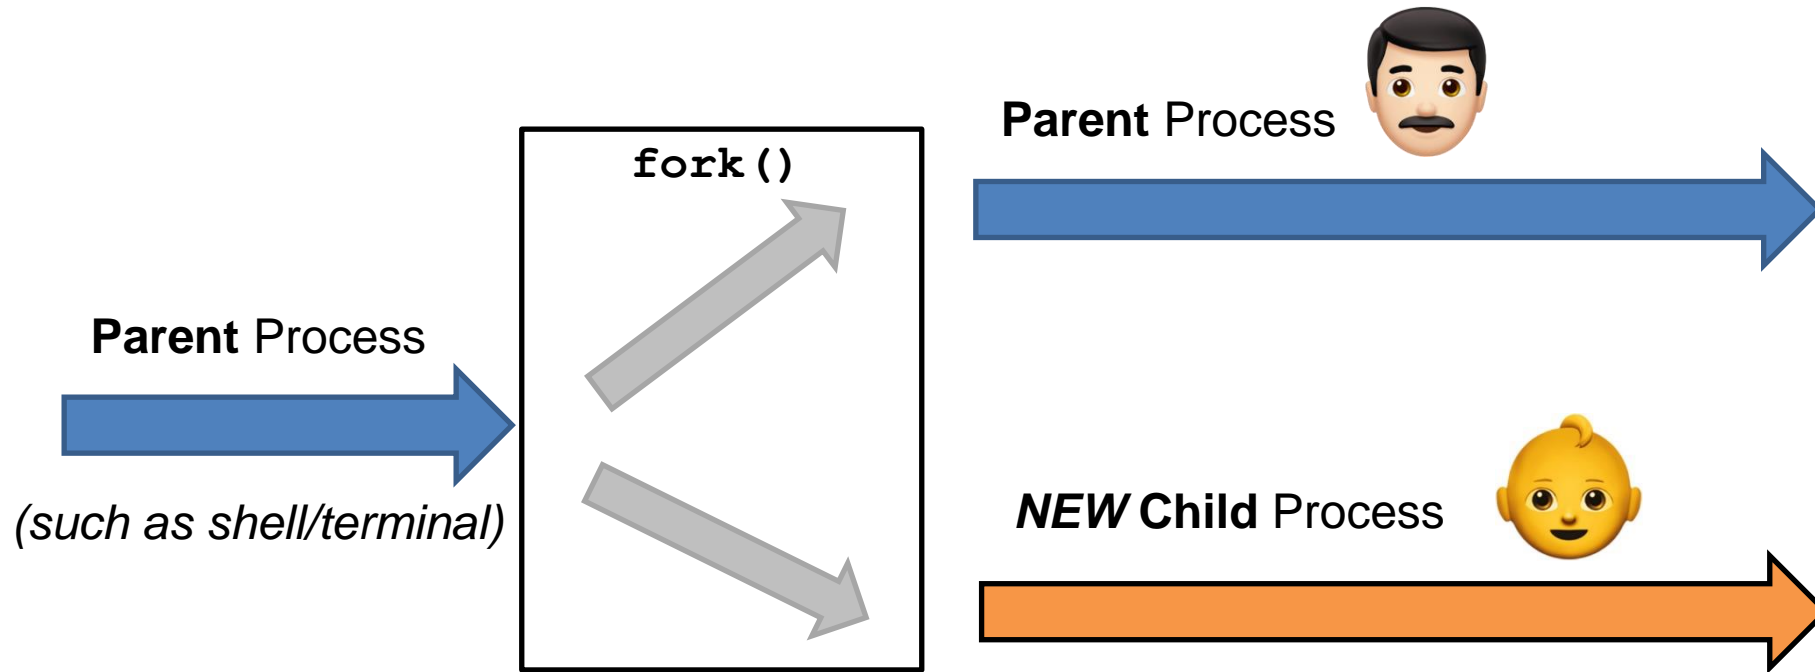 Parent Process
(such as shell/terminal)
fork()
Parent Process
NEW Child Process